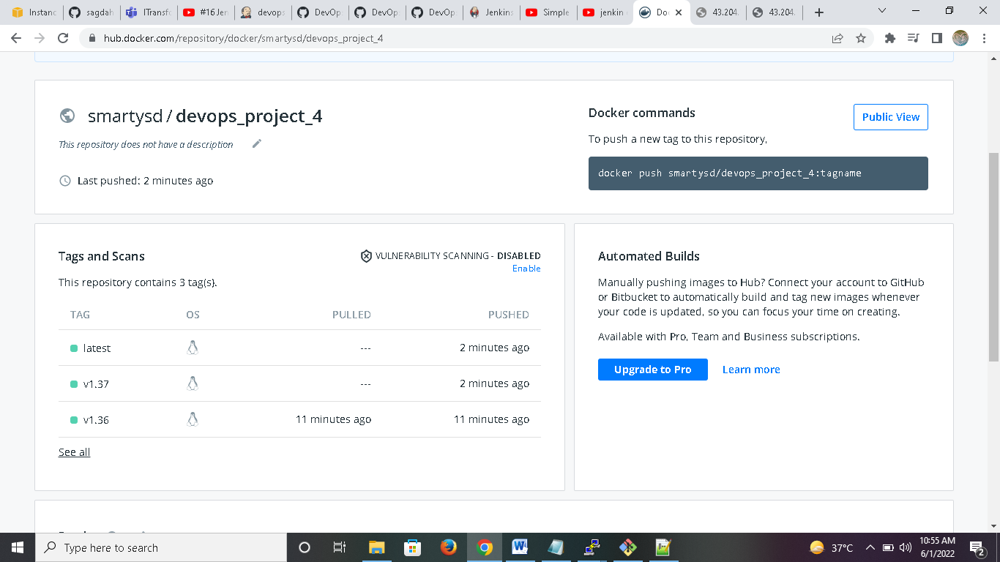 Instanc
sagdah
ITransfo
#16 Jen
devops
DevOp
DevOp
DevOp
Jenkins
Simple
jenkin
Do
43.204.
43.204.
hub.docker.com/repository/docker/smartysd/devops_project_4
smartysd / devops_project_4
This repository does not have a description
Last pushed: 2 minutes ago
Docker commands
Public View
To push a new tag to this repository,
docker push smartysd/devops_project_4:tagname
Tags and Scans
VULNERABILITY SCANNING - DISABLED
Enable
This repository contains 3 tag(s).
TAG OS PULLED PUSHED
latest --- 2 minutes ago
v1.37 --- 2 minutes ago
v1.36 11 minutes ago 11 minutes ago
See all
Automated Builds
Manually pushing images to Hub? Connect your account to GitHub
or Bitbucket to automatically build and tag new images whenever
your code is updated, so you can focus your time on creating.
Available with Pro, Team and Business subscriptions.
Upgrade to Pro
Learn more
Type here to search
37°C
10:55 AM
6/1/2022
2